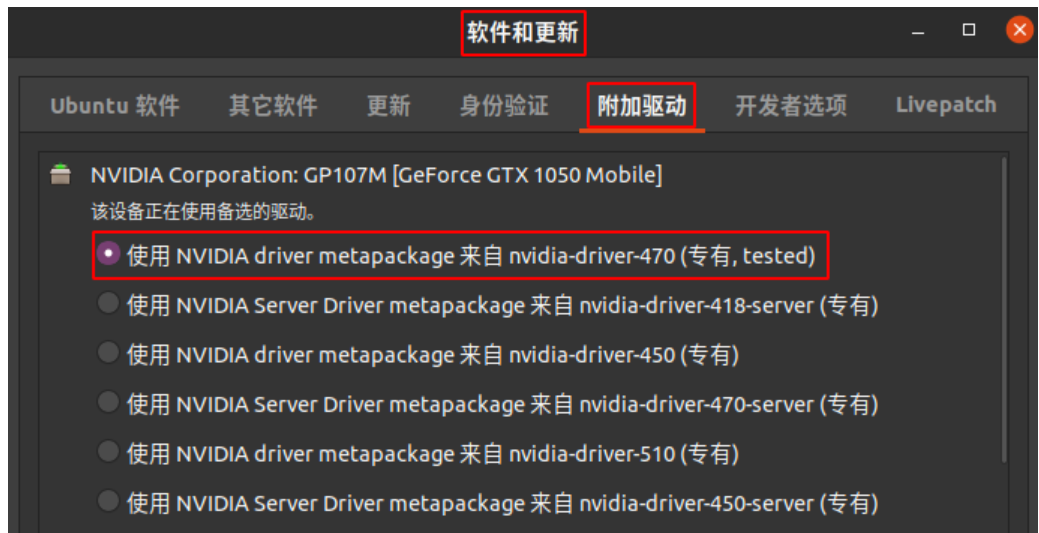 软件和更新
Ubuntu 软件 其它软件 更新 身份验证 附加驱动 开发者选项 Livepatch
NVIDIA Corporation: GP107M [GeForce GTX 1050 Mobile]
该设备正在使用备选的驱动。
使用 NVIDIA driver metapackage 来自 nvidia-driver-470 (专有, tested)
使用 NVIDIA Server Driver metapackage 来自 nvidia-driver-418-server (专有)
使用 NVIDIA driver metapackage 来自 nvidia-driver-450 (专有)
使用 NVIDIA Server Driver metapackage 来自 nvidia-driver-470-server (专有)
使用 NVIDIA driver metapackage 来自 nvidia-driver-510 (专有)
使用 NVIDIA Server Driver metapackage 来自 nvidia-driver-450-server (专有)